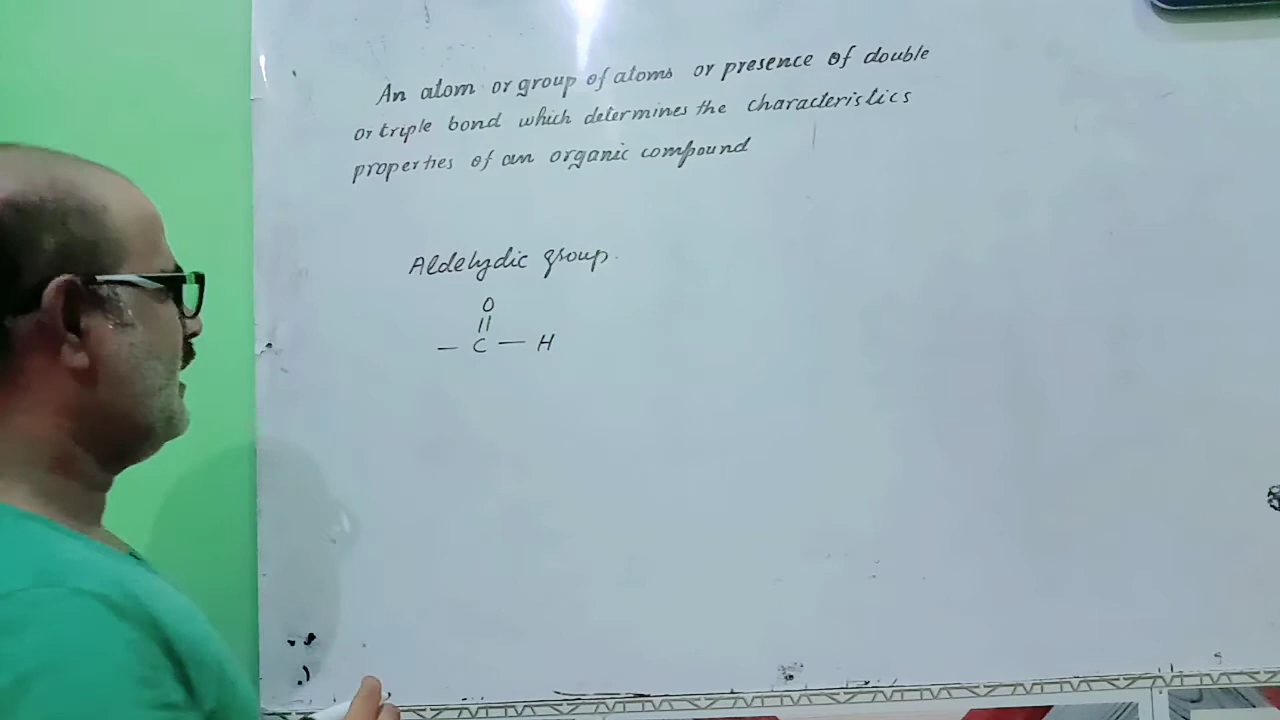 An atom or group of atoms or presence of double
or triple bond which determines the characteristics
properties of an organic compound
Aldehydic group.
O
||
— C — H